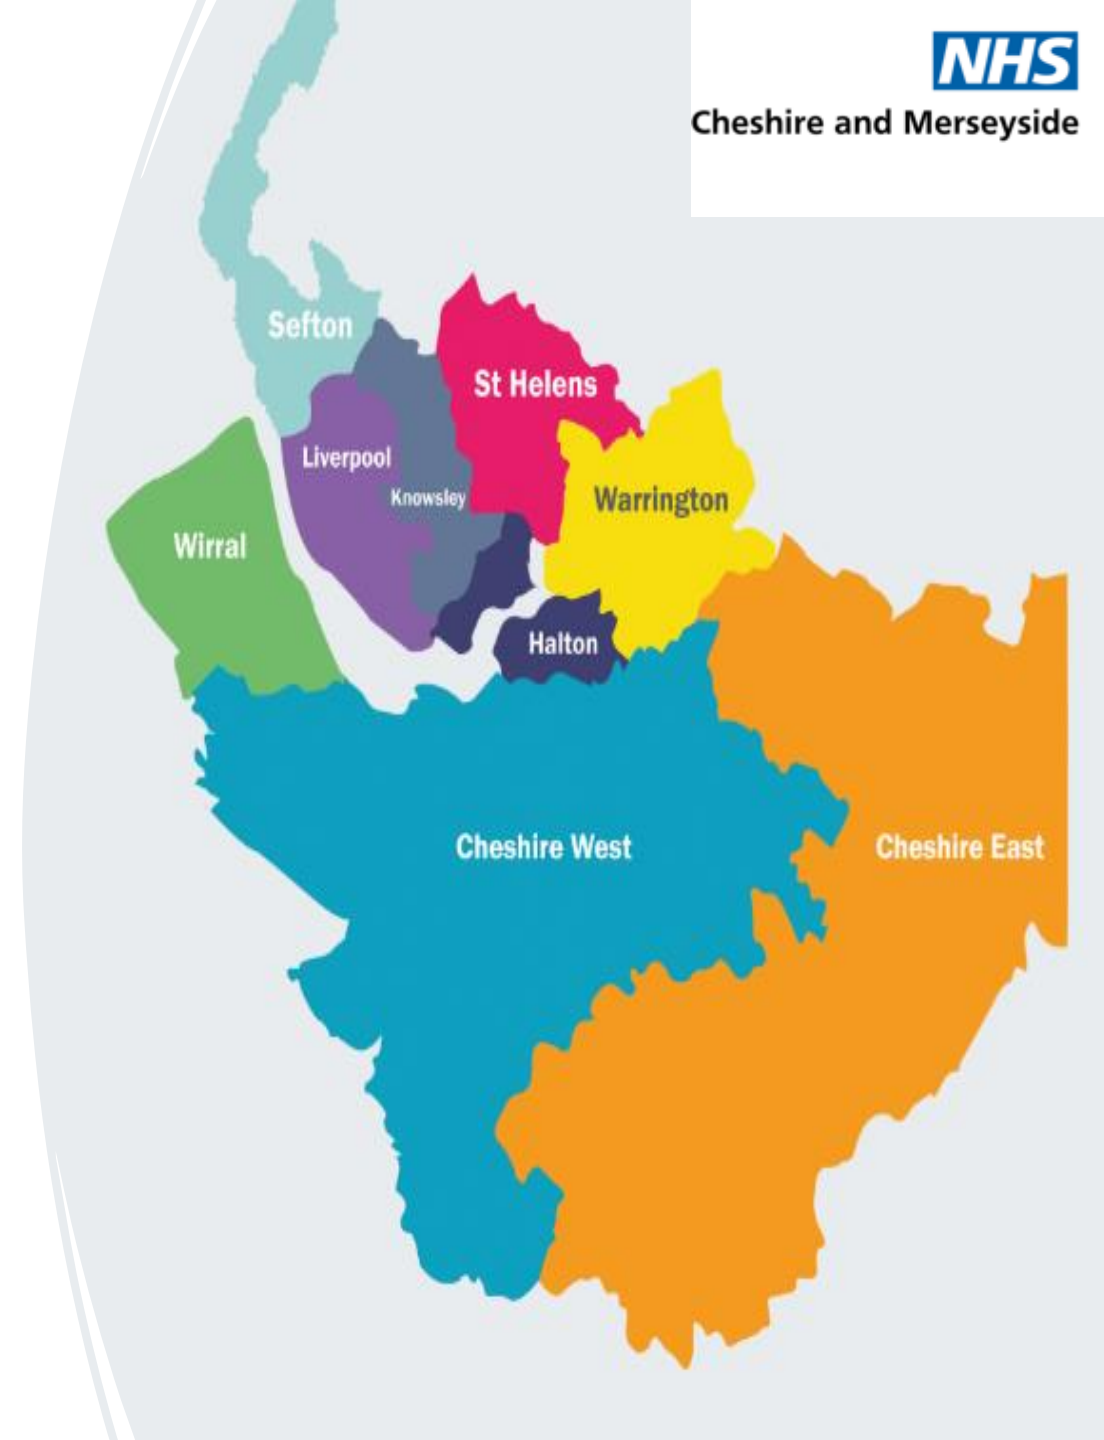 NHS
Cheshire and Merseyside
Sefton
St Helens
Liverpool
Knowsley
Warrington
Wirral
Halton
Cheshire West
Cheshire East